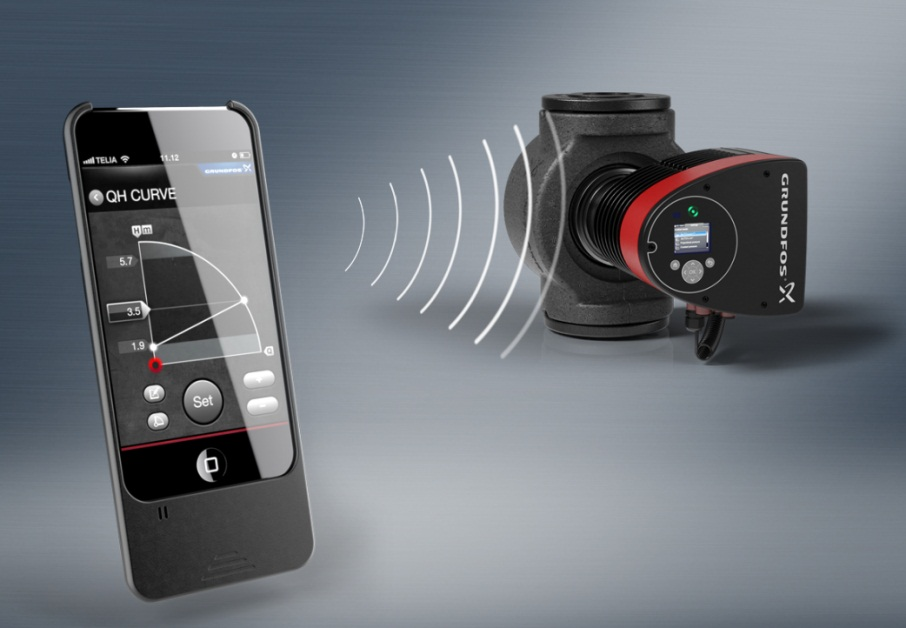 TELIA
11.12
GRUNDFOS
QH CURVE
H m
5.7
3.5
1.9
Q
Set
GRUNDFOS